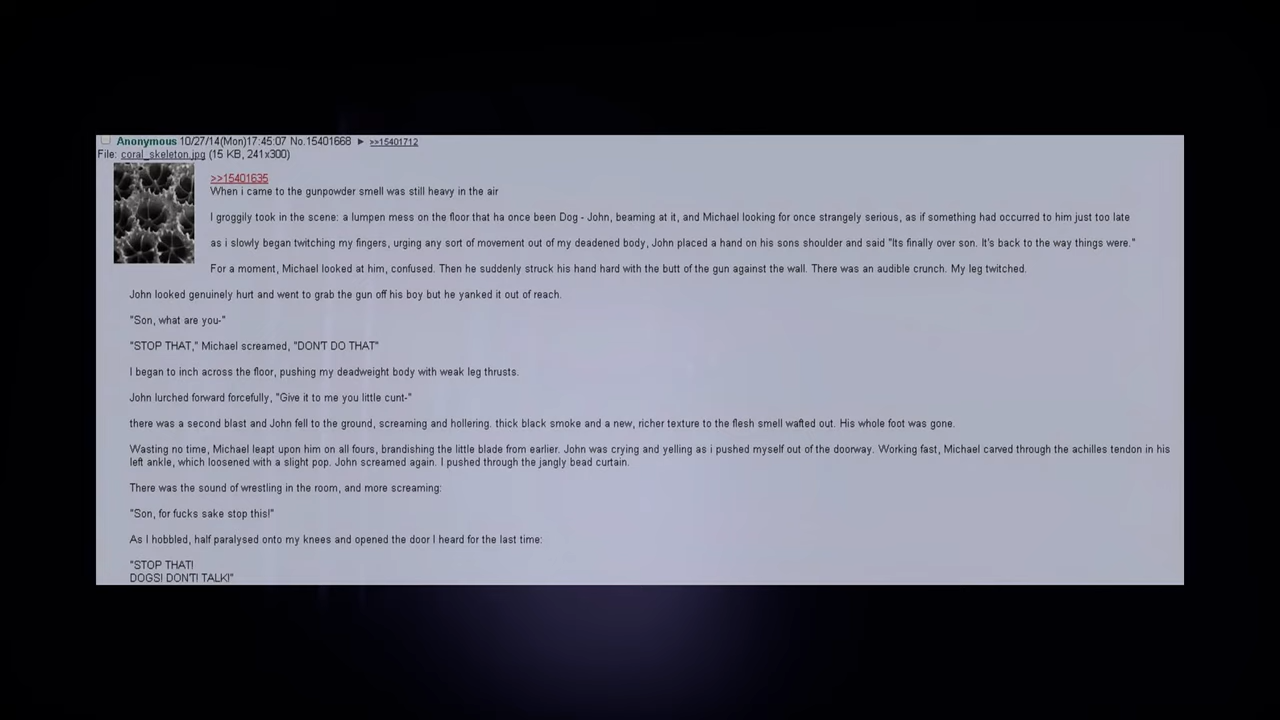 Anonymous 10/27/14(Mon)17:45:07 No.15401668 ▶ >>15401712
File: coral_skeleton.jpg (15 KB, 241x300)
>>15401635
When i came to the gunpowder smell was still heavy in the air
I groggily took in the scene: a lumpen mess on the floor that ha once been Dog - John, beaming at it, and Michael looking for once strangely serious, as if something had occurred to him just too late
as i slowly began twitching my fingers, urging any sort of movement out of my deadened body, John placed a hand on his sons shoulder and said "Its finally over son. It's back to the way things were."
For a moment, Michael looked at him, confused. Then he suddenly struck his hand hard with the butt of the gun against the wall. There was an audible crunch. My leg twitched.
John looked genuinely hurt and went to grab the gun off his boy but he yanked it out of reach.
"Son, what are you-"
"STOP THAT," Michael screamed, "DON'T DO THAT"
I began to inch across the floor, pushing my deadweight body with weak leg thrusts.
John lurched forward forcefully, "Give it to me you little cunt-"
there was a second blast and John fell to the ground, screaming and hollering. thick black smoke and a new, richer texture to the flesh smell wafted out. His whole foot was gone.
Wasting no time, Michael leapt upon him on all fours, brandishing the little blade from earlier. John was crying and yelling as i pushed myself out of the doorway. Working fast, Michael carved through the achilles tendon in his
left ankle, which loosened with a slight pop. John screamed again. I pushed through the jangly bead curtain.
There was the sound of wrestling in the room, and more screaming:
"Son, for fucks sake stop this!"
As I hobbled, half paralysed onto my knees and opened the door I heard for the last time:
"STOP THAT!
DOGS! DON'T! TALK!"